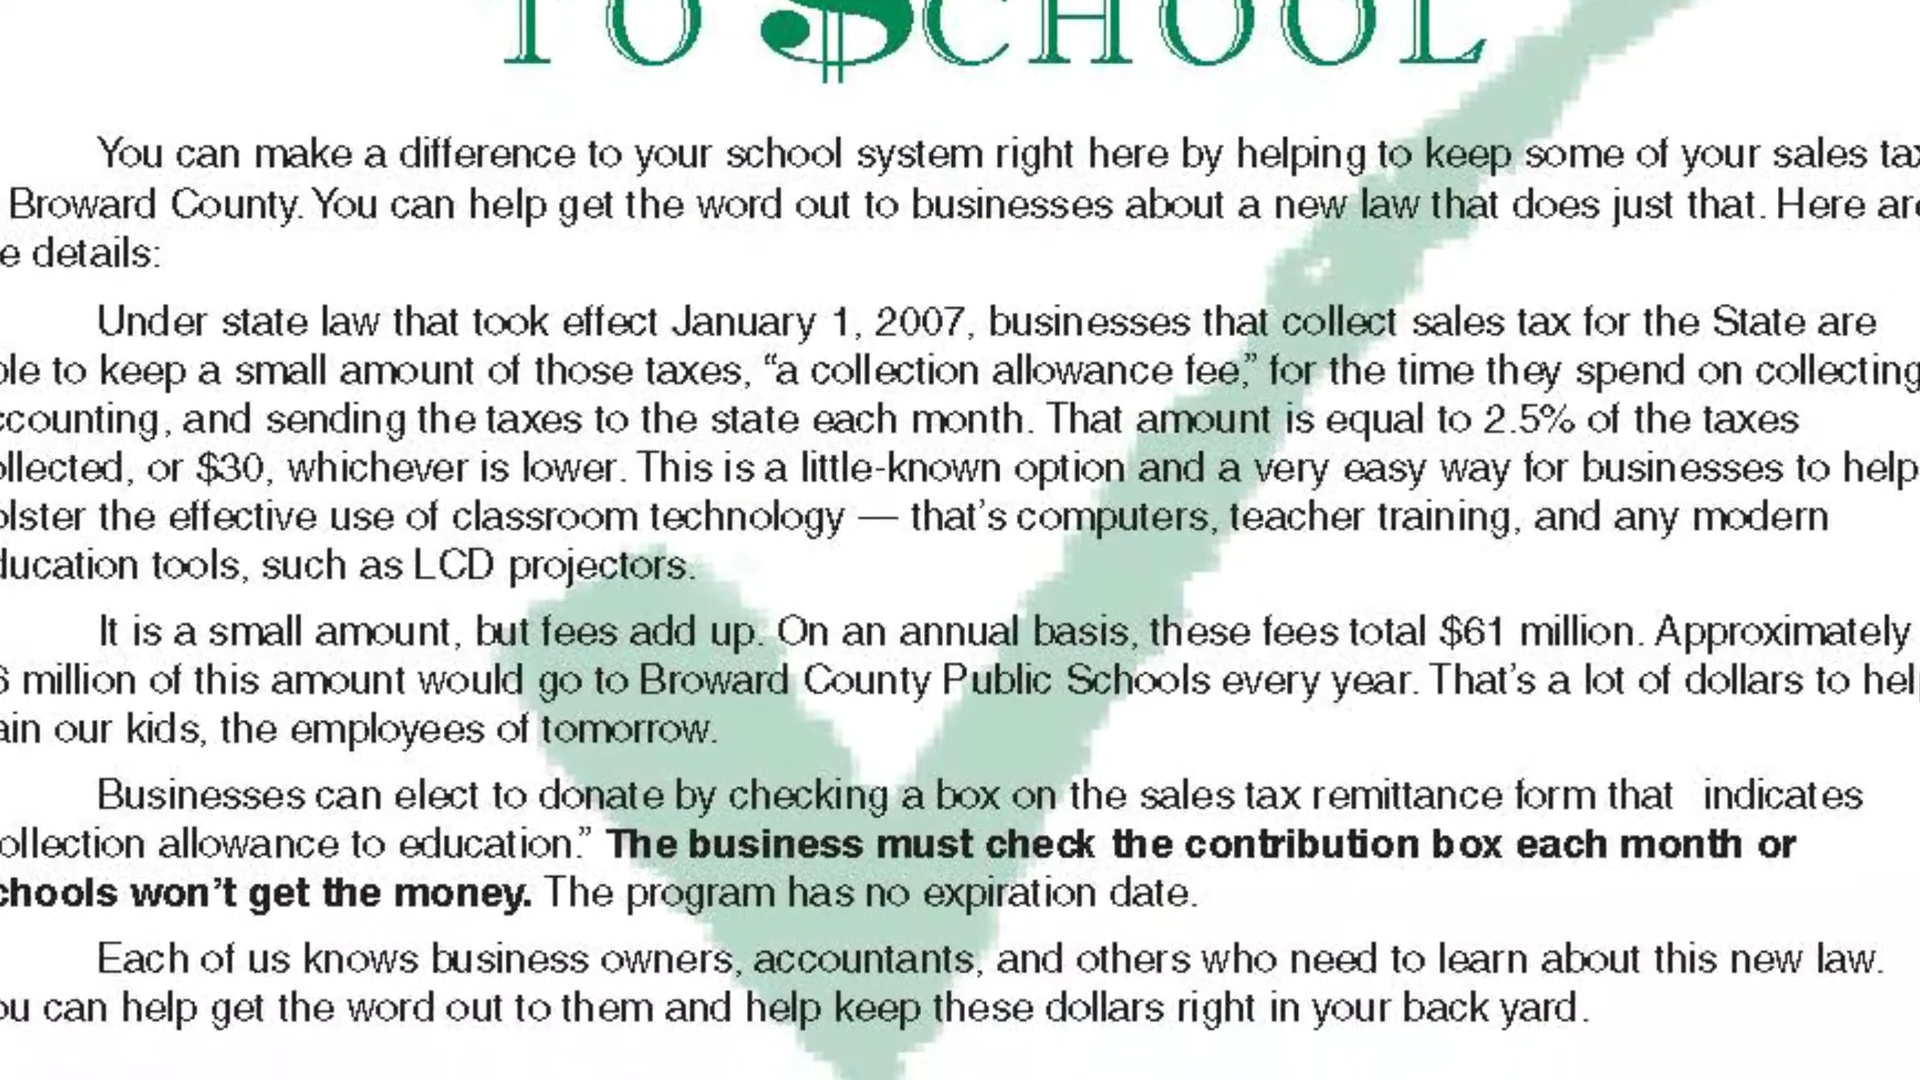 TO $CHOOL
You can make a difference to your school system right here by helping to keep some of your sales tax
Broward County. You can help get the word out to businesses about a new law that does just that. Here are
e details:
Under state law that took effect January 1, 2007, businesses that collect sales tax for the State are
ble to keep a small amount of those taxes, “a collection allowance fee,” for the time they spend on collecting
ccounting, and sending the taxes to the state each month. That amount is equal to 2.5% of the taxes
ollected, or $30, whichever is lower. This is a little-known option and a very easy way for businesses to help
olster the effective use of classroom technology — that’s computers, teacher training, and any modern
ducation tools, such as LCD projectors.
It is a small amount, but fees add up. On an annual basis, these fees total $61 million. Approximately
6 million of this amount would go to Broward County Public Schools every year. That’s a lot of dollars to help
ain our kids, the employees of tomorrow.
Businesses can elect to donate by checking a box on the sales tax remittance form that indicates
ollection allowance to education.” The business must check the contribution box each month or
chools won’t get the money. The program has no expiration date.
Each of us knows business owners, accountants, and others who need to learn about this new law.
ou can help get the word out to them and help keep these dollars right in your back yard.